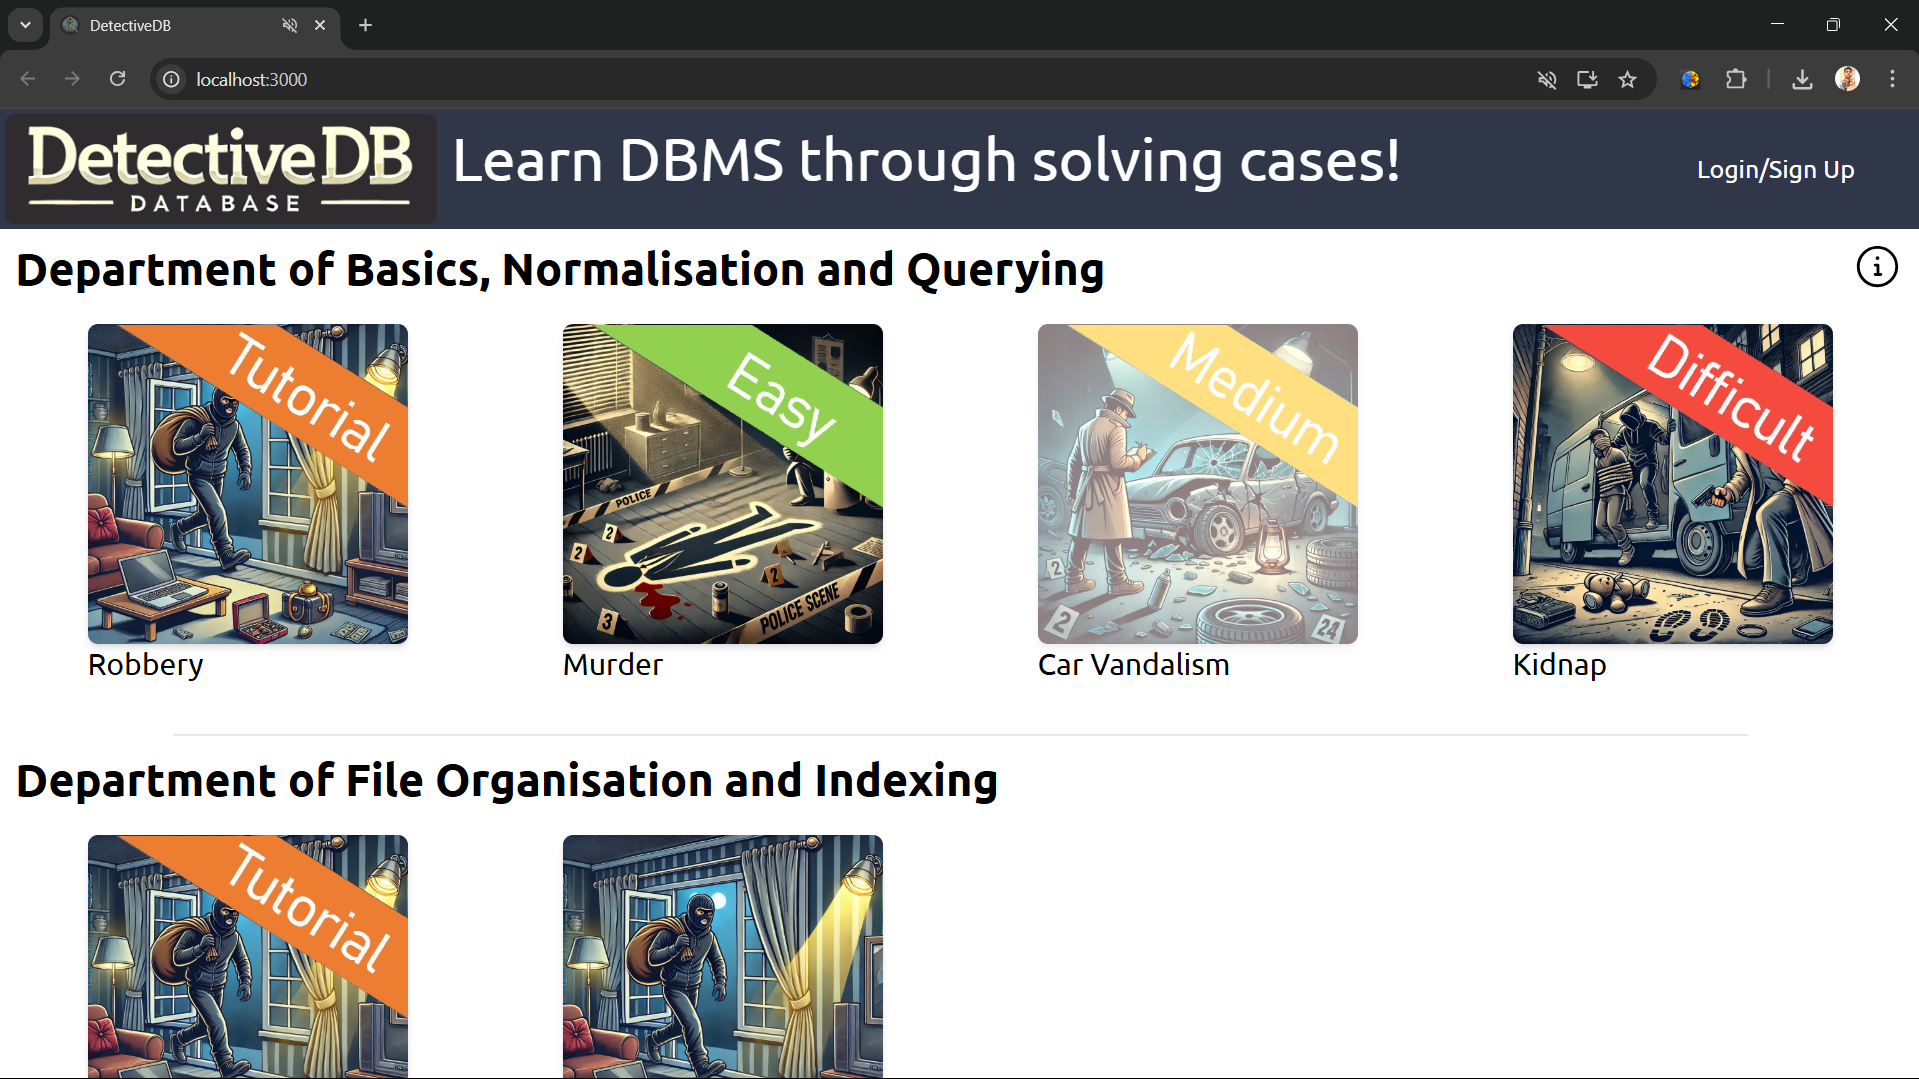 DetectiveDB
localhost:3000
DetectiveDB
DATABASE
Learn DBMS through solving cases!
Login/Sign Up
Department of Basics, Normalisation and Querying
Tutorial
Easy
Medium
Difficult
POLICE
2
2
2
3
POLICE SCENE
2
2
24
Robbery
Murder
Car Vandalism
Kidnap
Department of File Organisation and Indexing
Tutorial